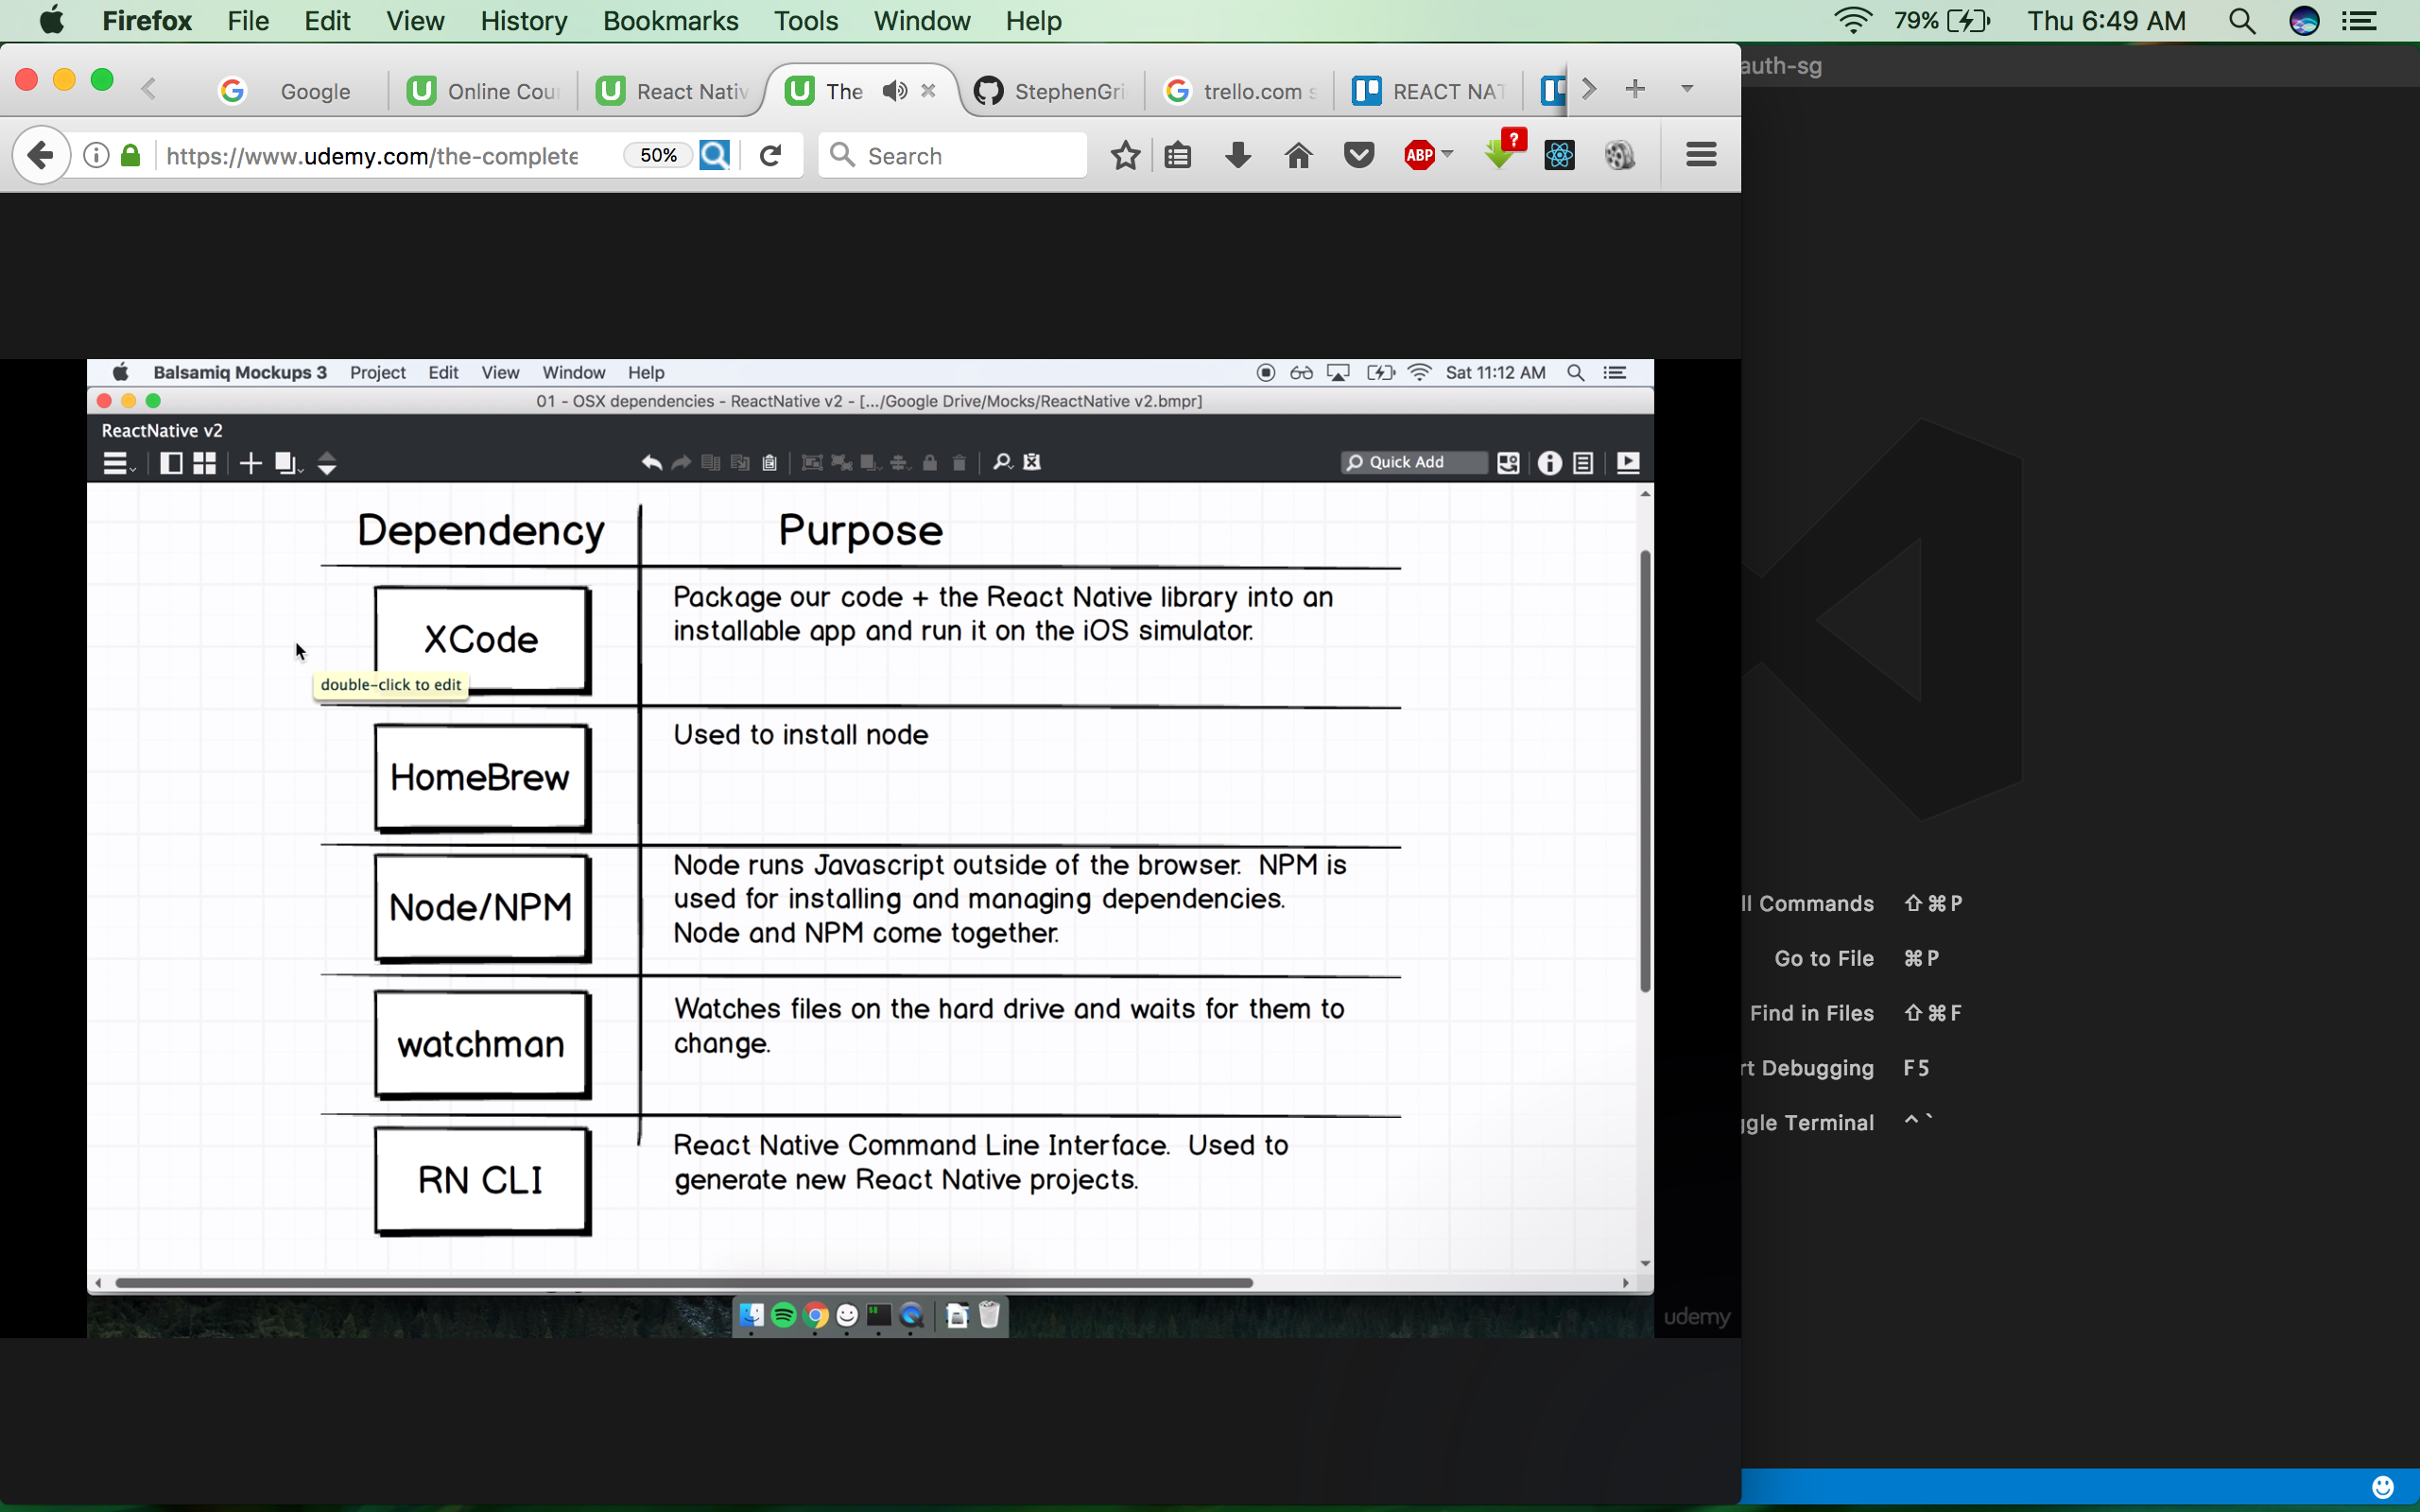 Firefox File Edit View History Bookmarks Tools Window Help 79% Thu 6:49 AM
Google Online Cou React Nativ The StephenGri trello.com s REACT NAT
auth-sg
https://www.udemy.com/the-complete 50% Search ABP ?
Balsamiq Mockups 3 Project Edit View Window Help Sat 11:12 AM
01 - OSX dependencies - ReactNative v2 - [.../Google Drive/Mocks/ReactNative v2.bmpr]
ReactNative v2
Quick Add
Dependency Purpose
XCode
double-click to edit
Package our code + the React Native library into an
installable app and run it on the iOS simulator.
HomeBrew
Used to install node
Node/NPM
Node runs Javascript outside of the browser. NPM is
used for installing and managing dependencies.
Node and NPM come together.
watchman
Watches files on the hard drive and waits for them to
change.
RN CLI
React Native Command Line Interface. Used to
generate new React Native projects.
udemy
ll Commands ⇧⌘P
Go to File ⌘P
Find in Files ⇧⌘F
rt Debugging F5
ggle Terminal ^`